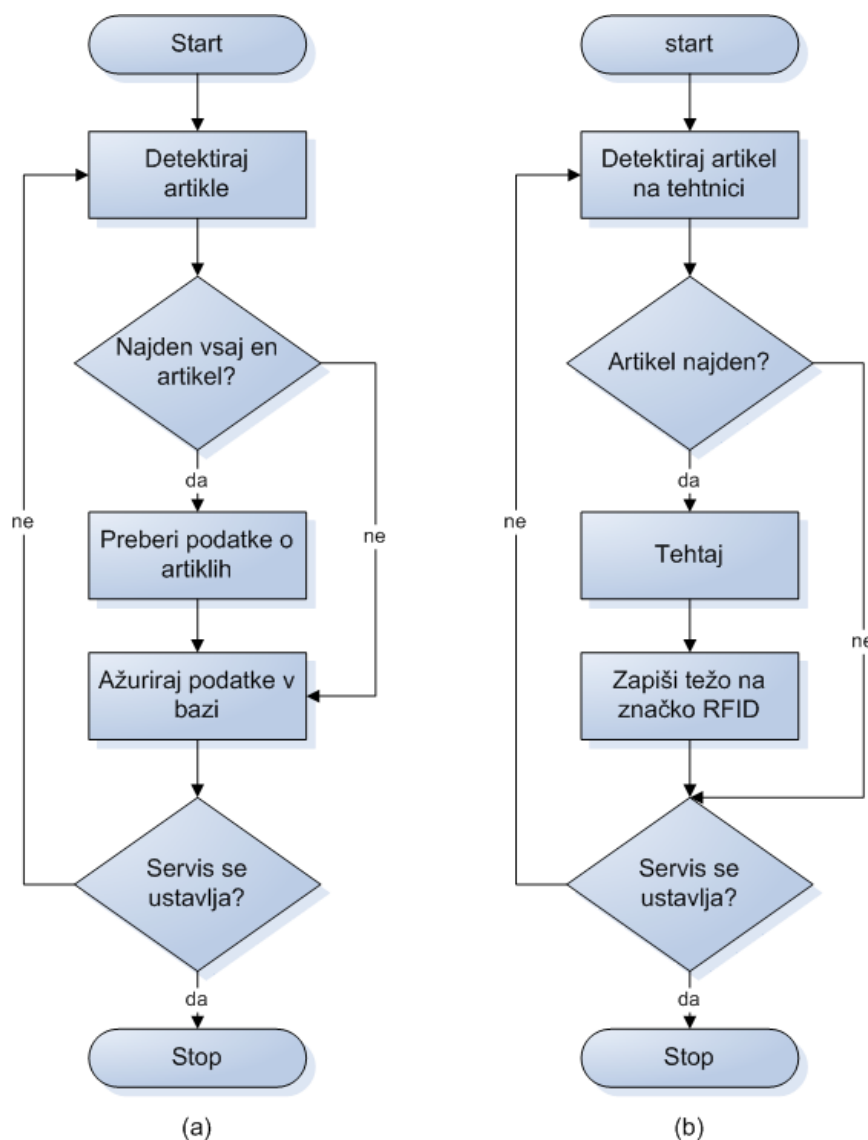 Start
Detektiraj
artikle
Najden vsaj en
artikel?
da
ne
Preberi podatke o
artiklih
Ažuriraj podatke v
bazi
ne
Servis se
ustavlja?
da
Stop
(a)
start
Detektiraj artikel
na tehtnici
Artikel najden?
da
ne
Tehtaj
Zapiši težo na
značko RFID
ne
Servis se
ustavlja?
da
Stop
(b)